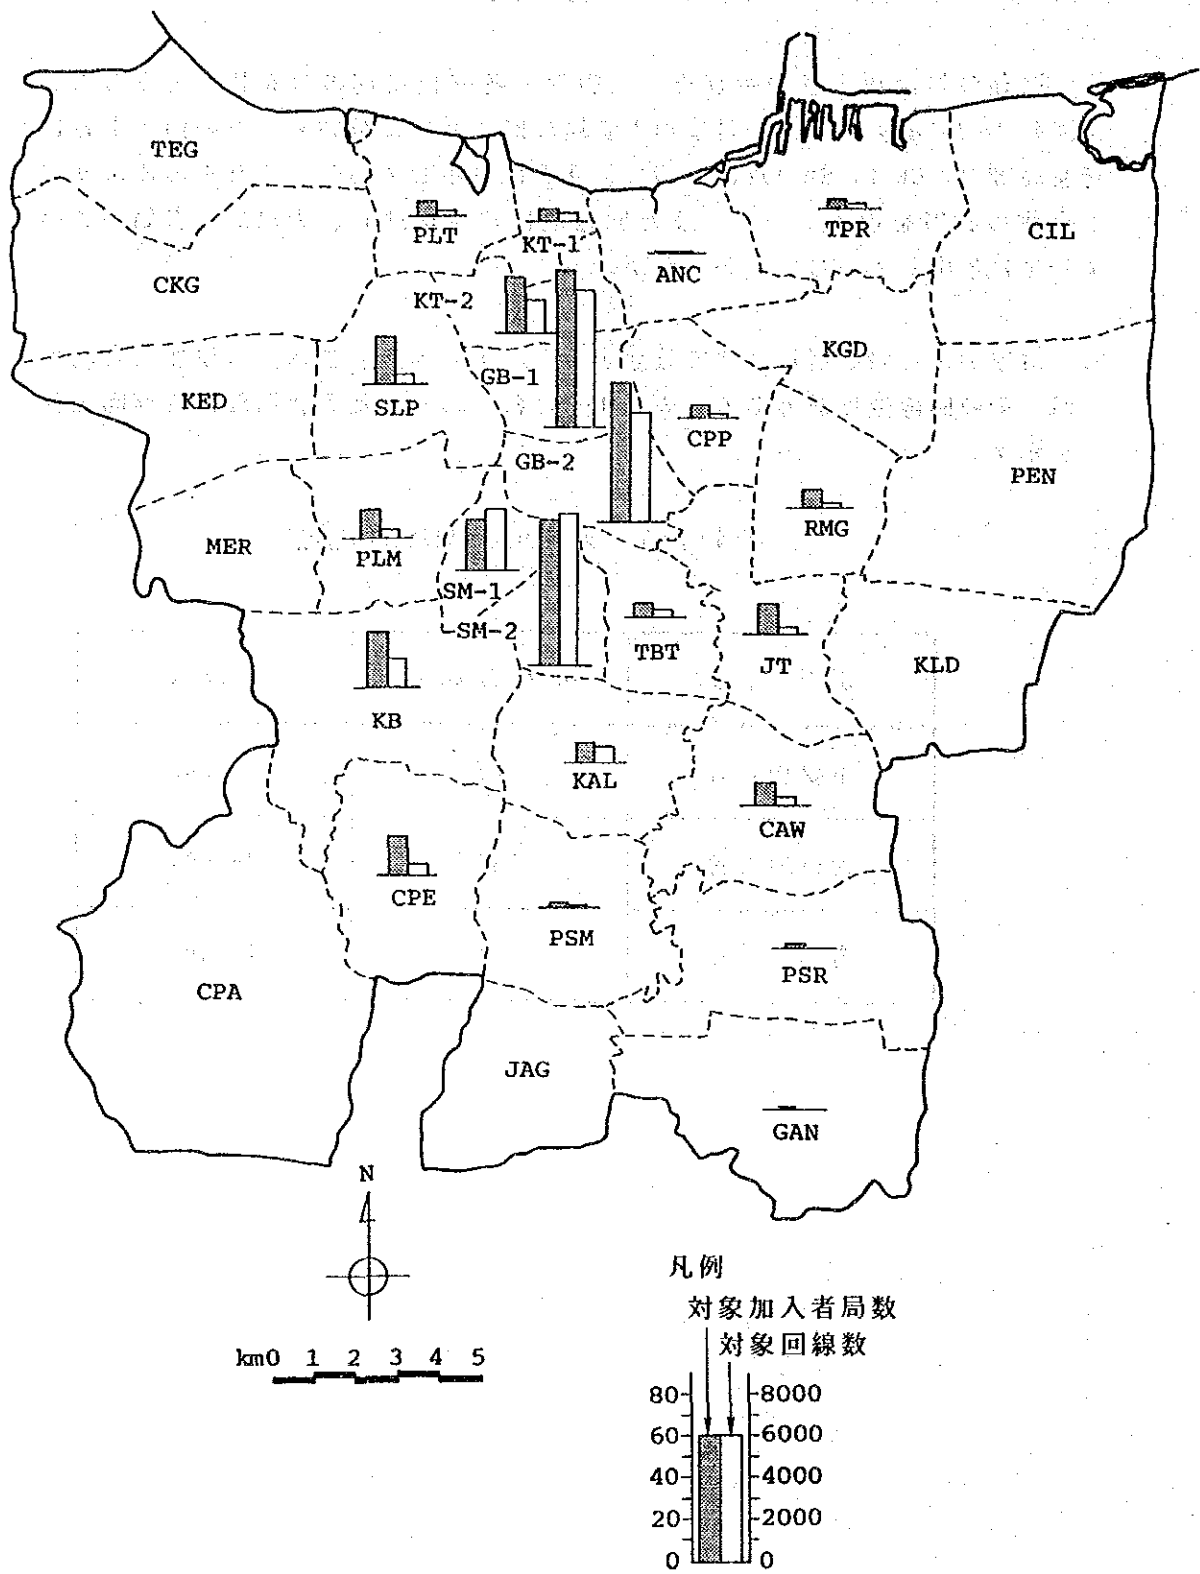 TEG
PLT
KT-1
TPR
CIL
CKG
KT-2
ANC
KED
SLP
GB-1
KGD
GB-2
CPP
PEN
MER
PLM
RMG
SM-1
SM-2
TBT
JT
KLD
KB
KAL
CAW
CPE
PSM
PSR
CPA
JAG
GAN
N
km0 1 2 3 4 5
凡例
対象加入者局数
対象回線数
80 8000
60 6000
40 4000
20 2000
0 0